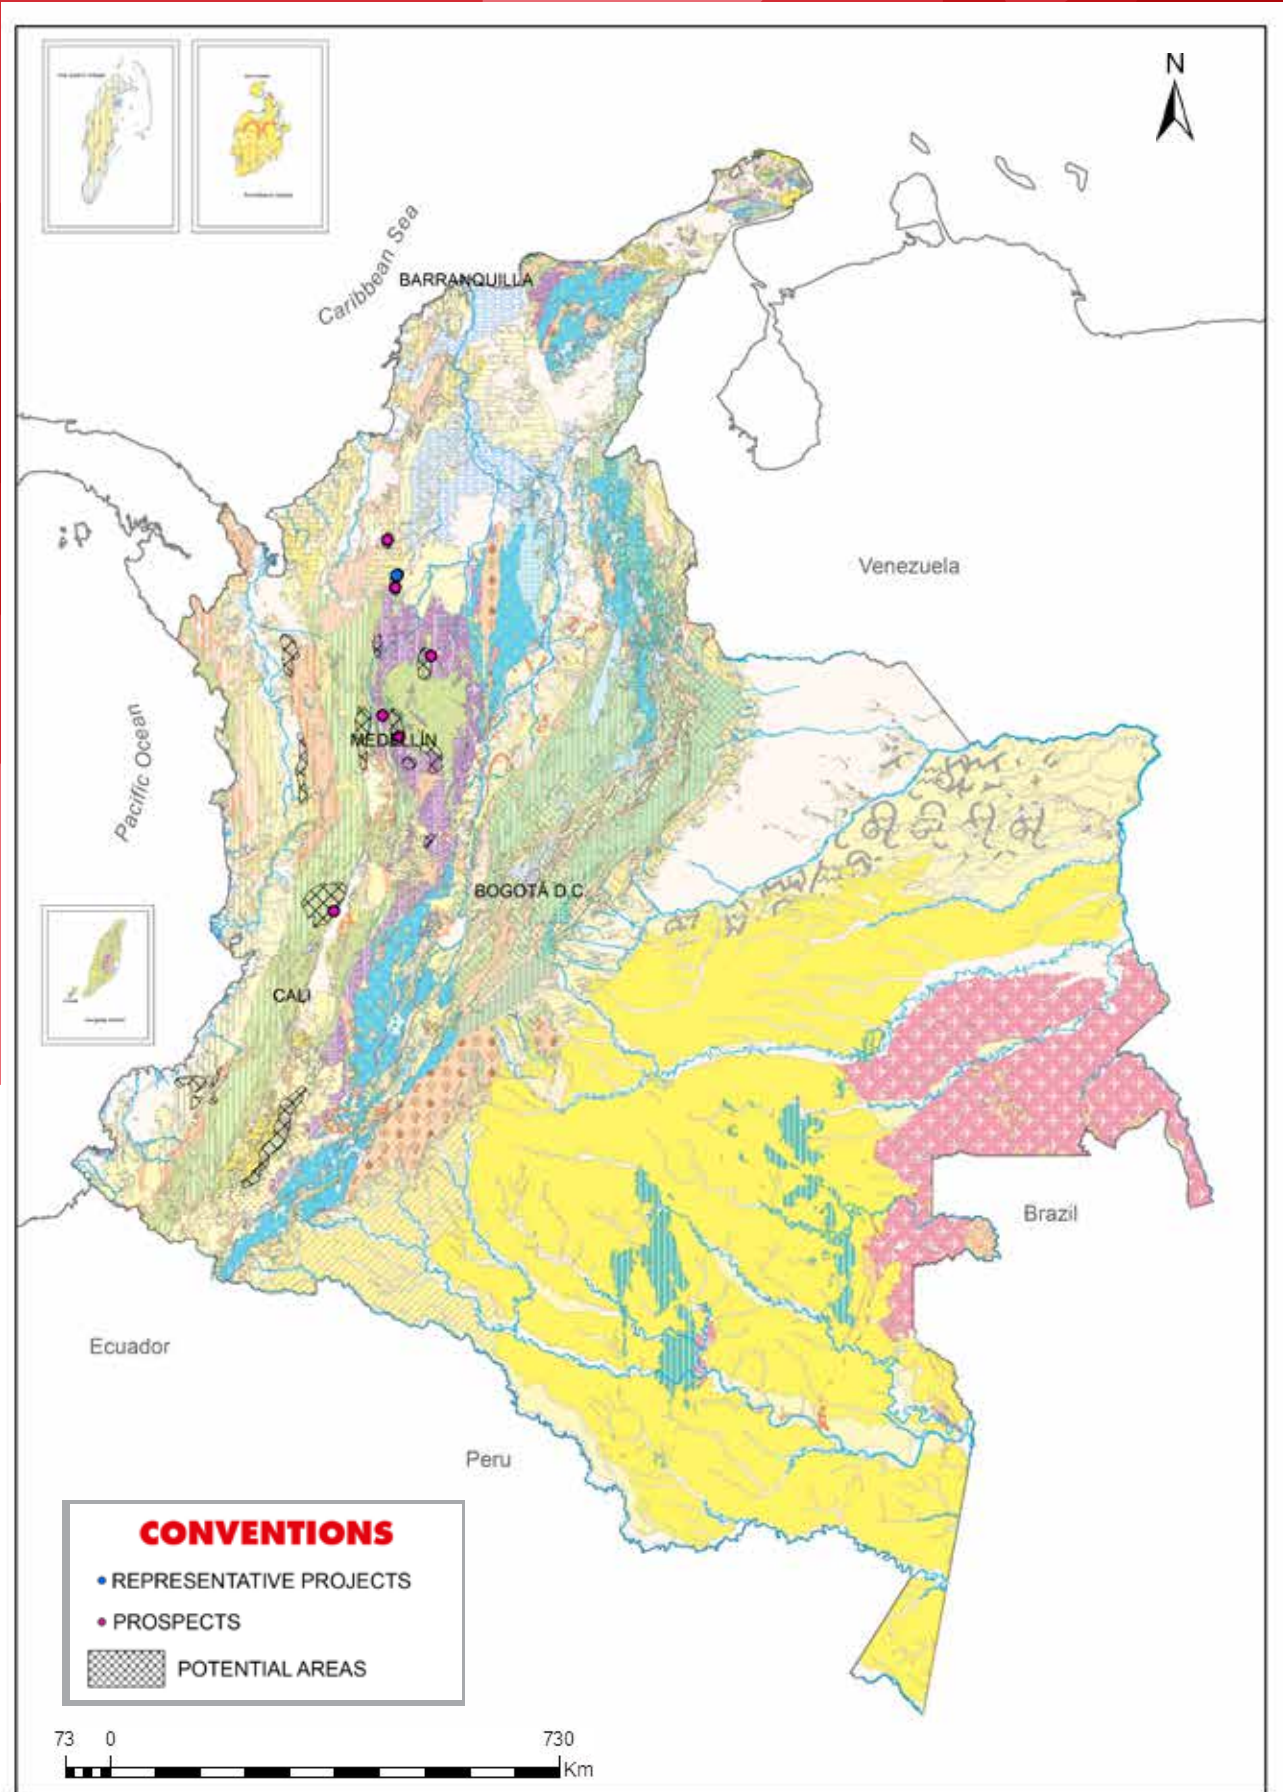 N
Caribbean Sea
BARRANQUILLA
Venezuela
Pacific Ocean
MEDELLÍN
BOGOTÁ D.C.
CALI
Brazil
Ecuador
Peru
CONVENTIONS
REPRESENTATIVE PROJECTS
PROSPECTS
POTENTIAL AREAS
73 0 730
Km